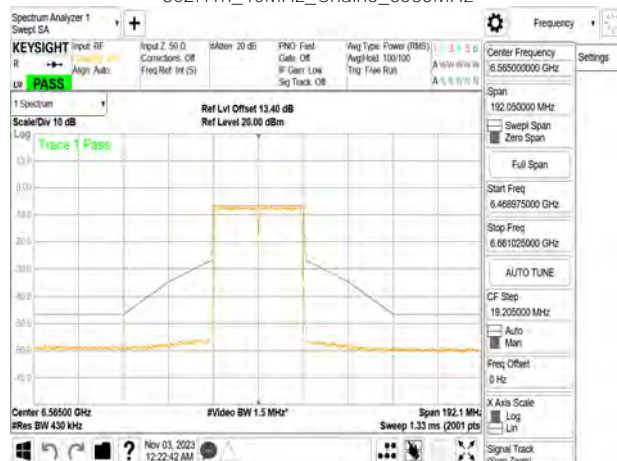 Spectrum Analyzer 1
Swept SA
Frequency
KEYSIGHT
Input: RF
Input Z: 50 Ω
#Atten: 20 dB
PNO: Fast
Avg Type: Power (RMS)
R
Corrections: Off
Gate: Off
Avg|Hold: 100/100
Align: Auto
Freq Ref: Int (S)
IF Gain: Low
Trig: Free Run
Sig Track: Off
PASS
Center Frequency
6.565000000 GHz
Settings
Span
192.050000 MHz
Swept Span
Zero Span
Full Span
Start Freq
6.468975000 GHz
Stop Freq
6.661025000 GHz
AUTO TUNE
CF Step
19.205000 MHz
Auto
Man
Freq Offset
0 Hz
X Axis Scale
Log
Lin
Signal Track
1 Spectrum
Scale/Div 10 dB
Ref Lvl Offset 13.40 dB
Ref Level 20.00 dBm
Log
Trace 1 Pass
Center 6.56500 GHz
#Video BW 1.5 MHz*
Span 192.1 MHz
#Res BW 430 kHz
Sweep 1.33 ms (2001 pts)
Nov 03, 2023
12:22:42 AM